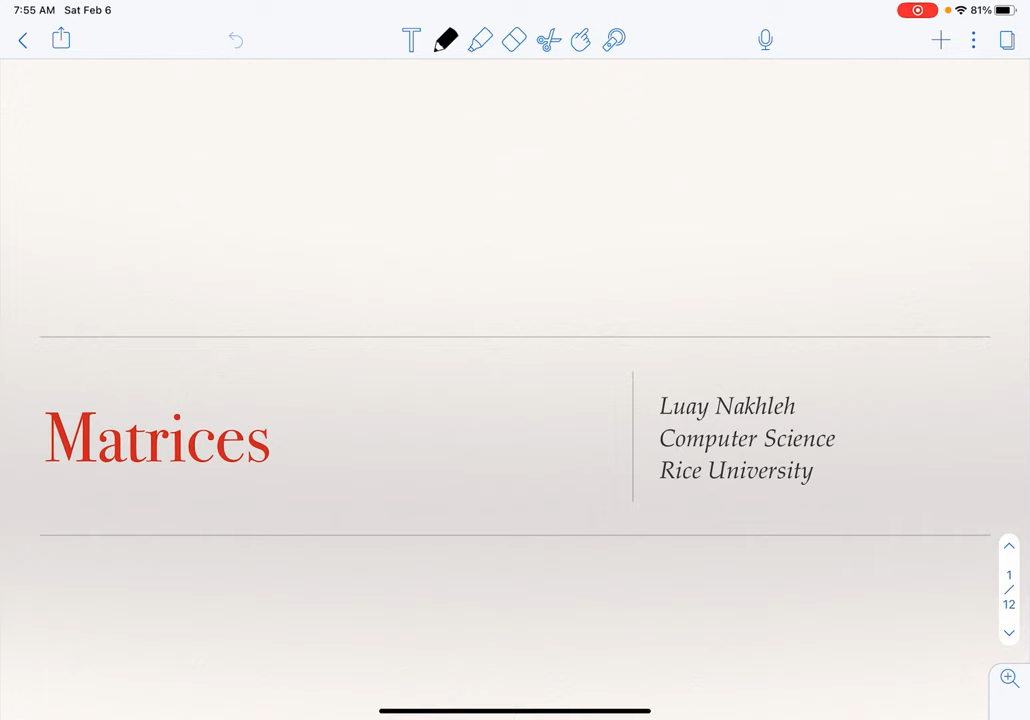 7:55 AM Sat Feb 6
81%
T
Matrices
Luay Nakhleh
Computer Science
Rice University
1
/
12